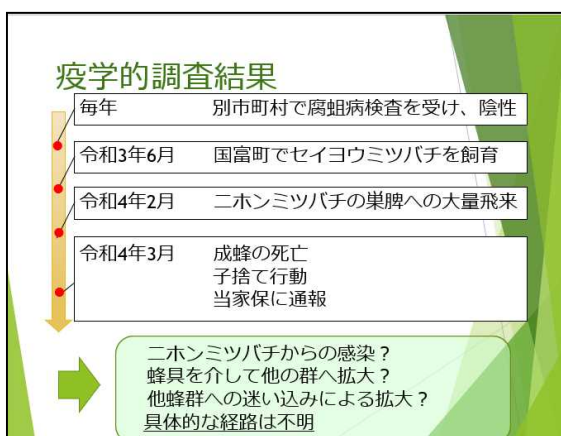 疫学的調査結果
毎年 別市町村で腐蛆病検査を受け、陰性
令和3年6月 国富町でセイヨウミツバチを飼育
令和4年2月 ニホンミツバチの巣脾への大量飛来
令和4年3月 成蜂の死亡
子捨て行動
当家保に通報
ニホンミツバチからの感染？
蜂具を介して他の群へ拡大？
他蜂群への迷い込みによる拡大？
具体的な経路は不明